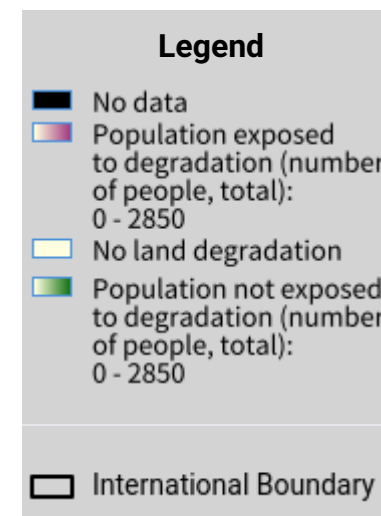 Legend
No data
Population exposed
to degradation (number
of people, total):
0 - 2850
No land degradation
Population not exposed
to degradation (number
of people, total):
0 - 2850
International Boundary